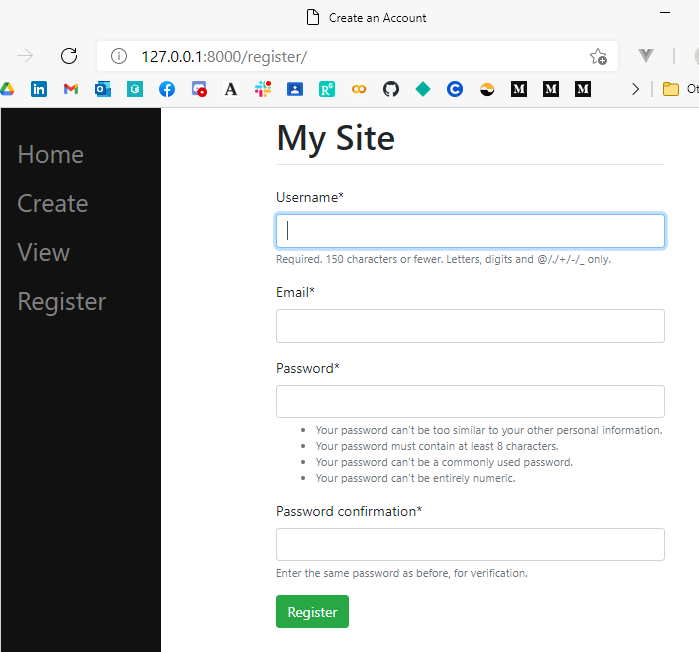 Create an Account
127.0.0.1:8000/register/
in
A
R
C
M
M
M
Ot
Home
Create
View
Register
My Site
Username*
Required. 150 characters or fewer. Letters, digits and @/./+/-/_ only.
Email*
Password*
Your password can't be too similar to your other personal information.
Your password must contain at least 8 characters.
Your password can't be a commonly used password.
Your password can't be entirely numeric.
Password confirmation*
Enter the same password as before, for verification.
Register